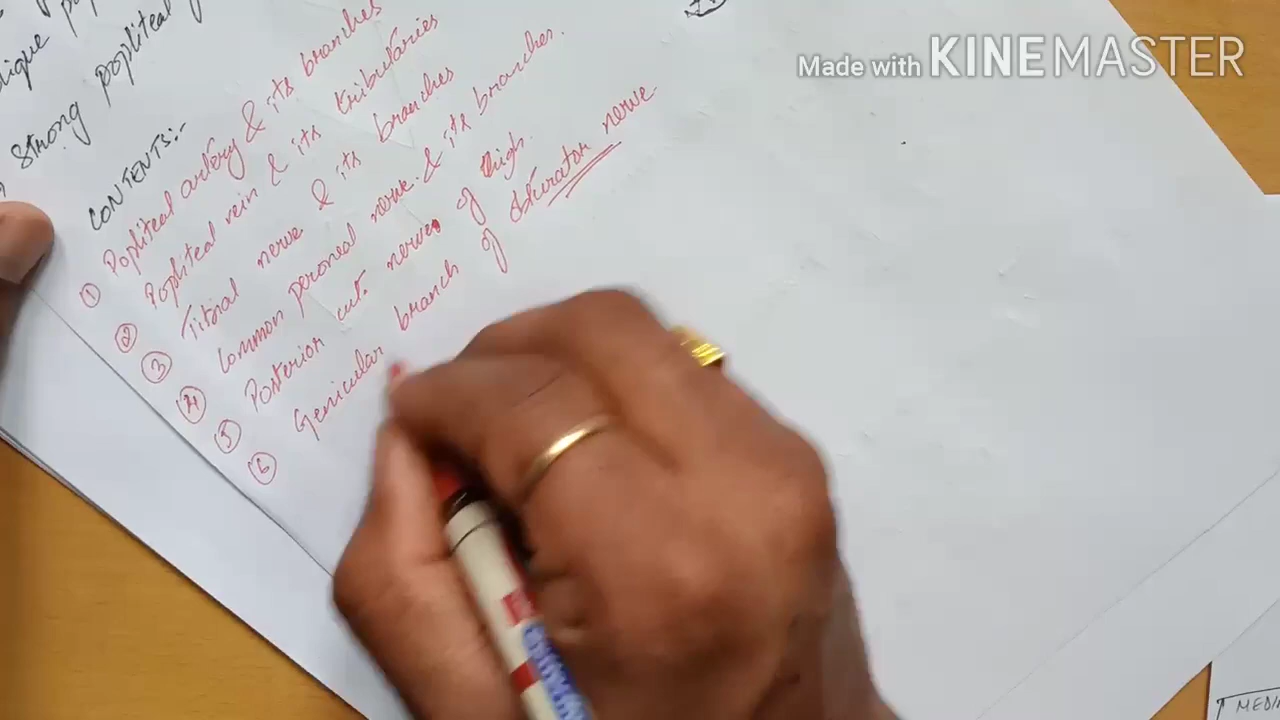 Strong popliteal
CONTENTS:-
① Popliteal artery & its branches
② Popliteal vein & its tributaries
③ Tibial nerve & its branches
④ Common peroneal nerve & its branches.
⑤ Posterior cut. nerve of thigh.
⑥ Genicular branch of obturator nerve.
Made with KINEMASTER